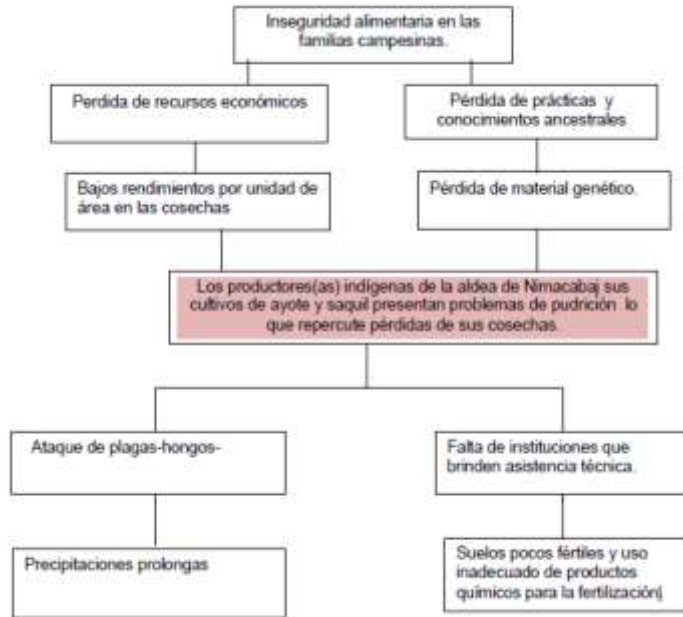 Inseguridad alimentaria en las
familias campesinas.
Perdida de recursos económicos
Pérdida de prácticas y
conocimientos ancestrales
Bajos rendimientos por unidad de
área en las cosechas
Pérdida de material genético.
Los productores(as) indígenas de la aldea de Nimacabaj sus
cultivos de ayote y saquil presentan problemas de pudrición lo
que repercute pérdidas de sus cosechas.
Ataque de plagas-hongos-
Falta de instituciones que
brinden asistencia técnica.
Precipitaciones prolongas
Suelos pocos fértiles y uso
inadecuado de productos
químicos para la fertilización